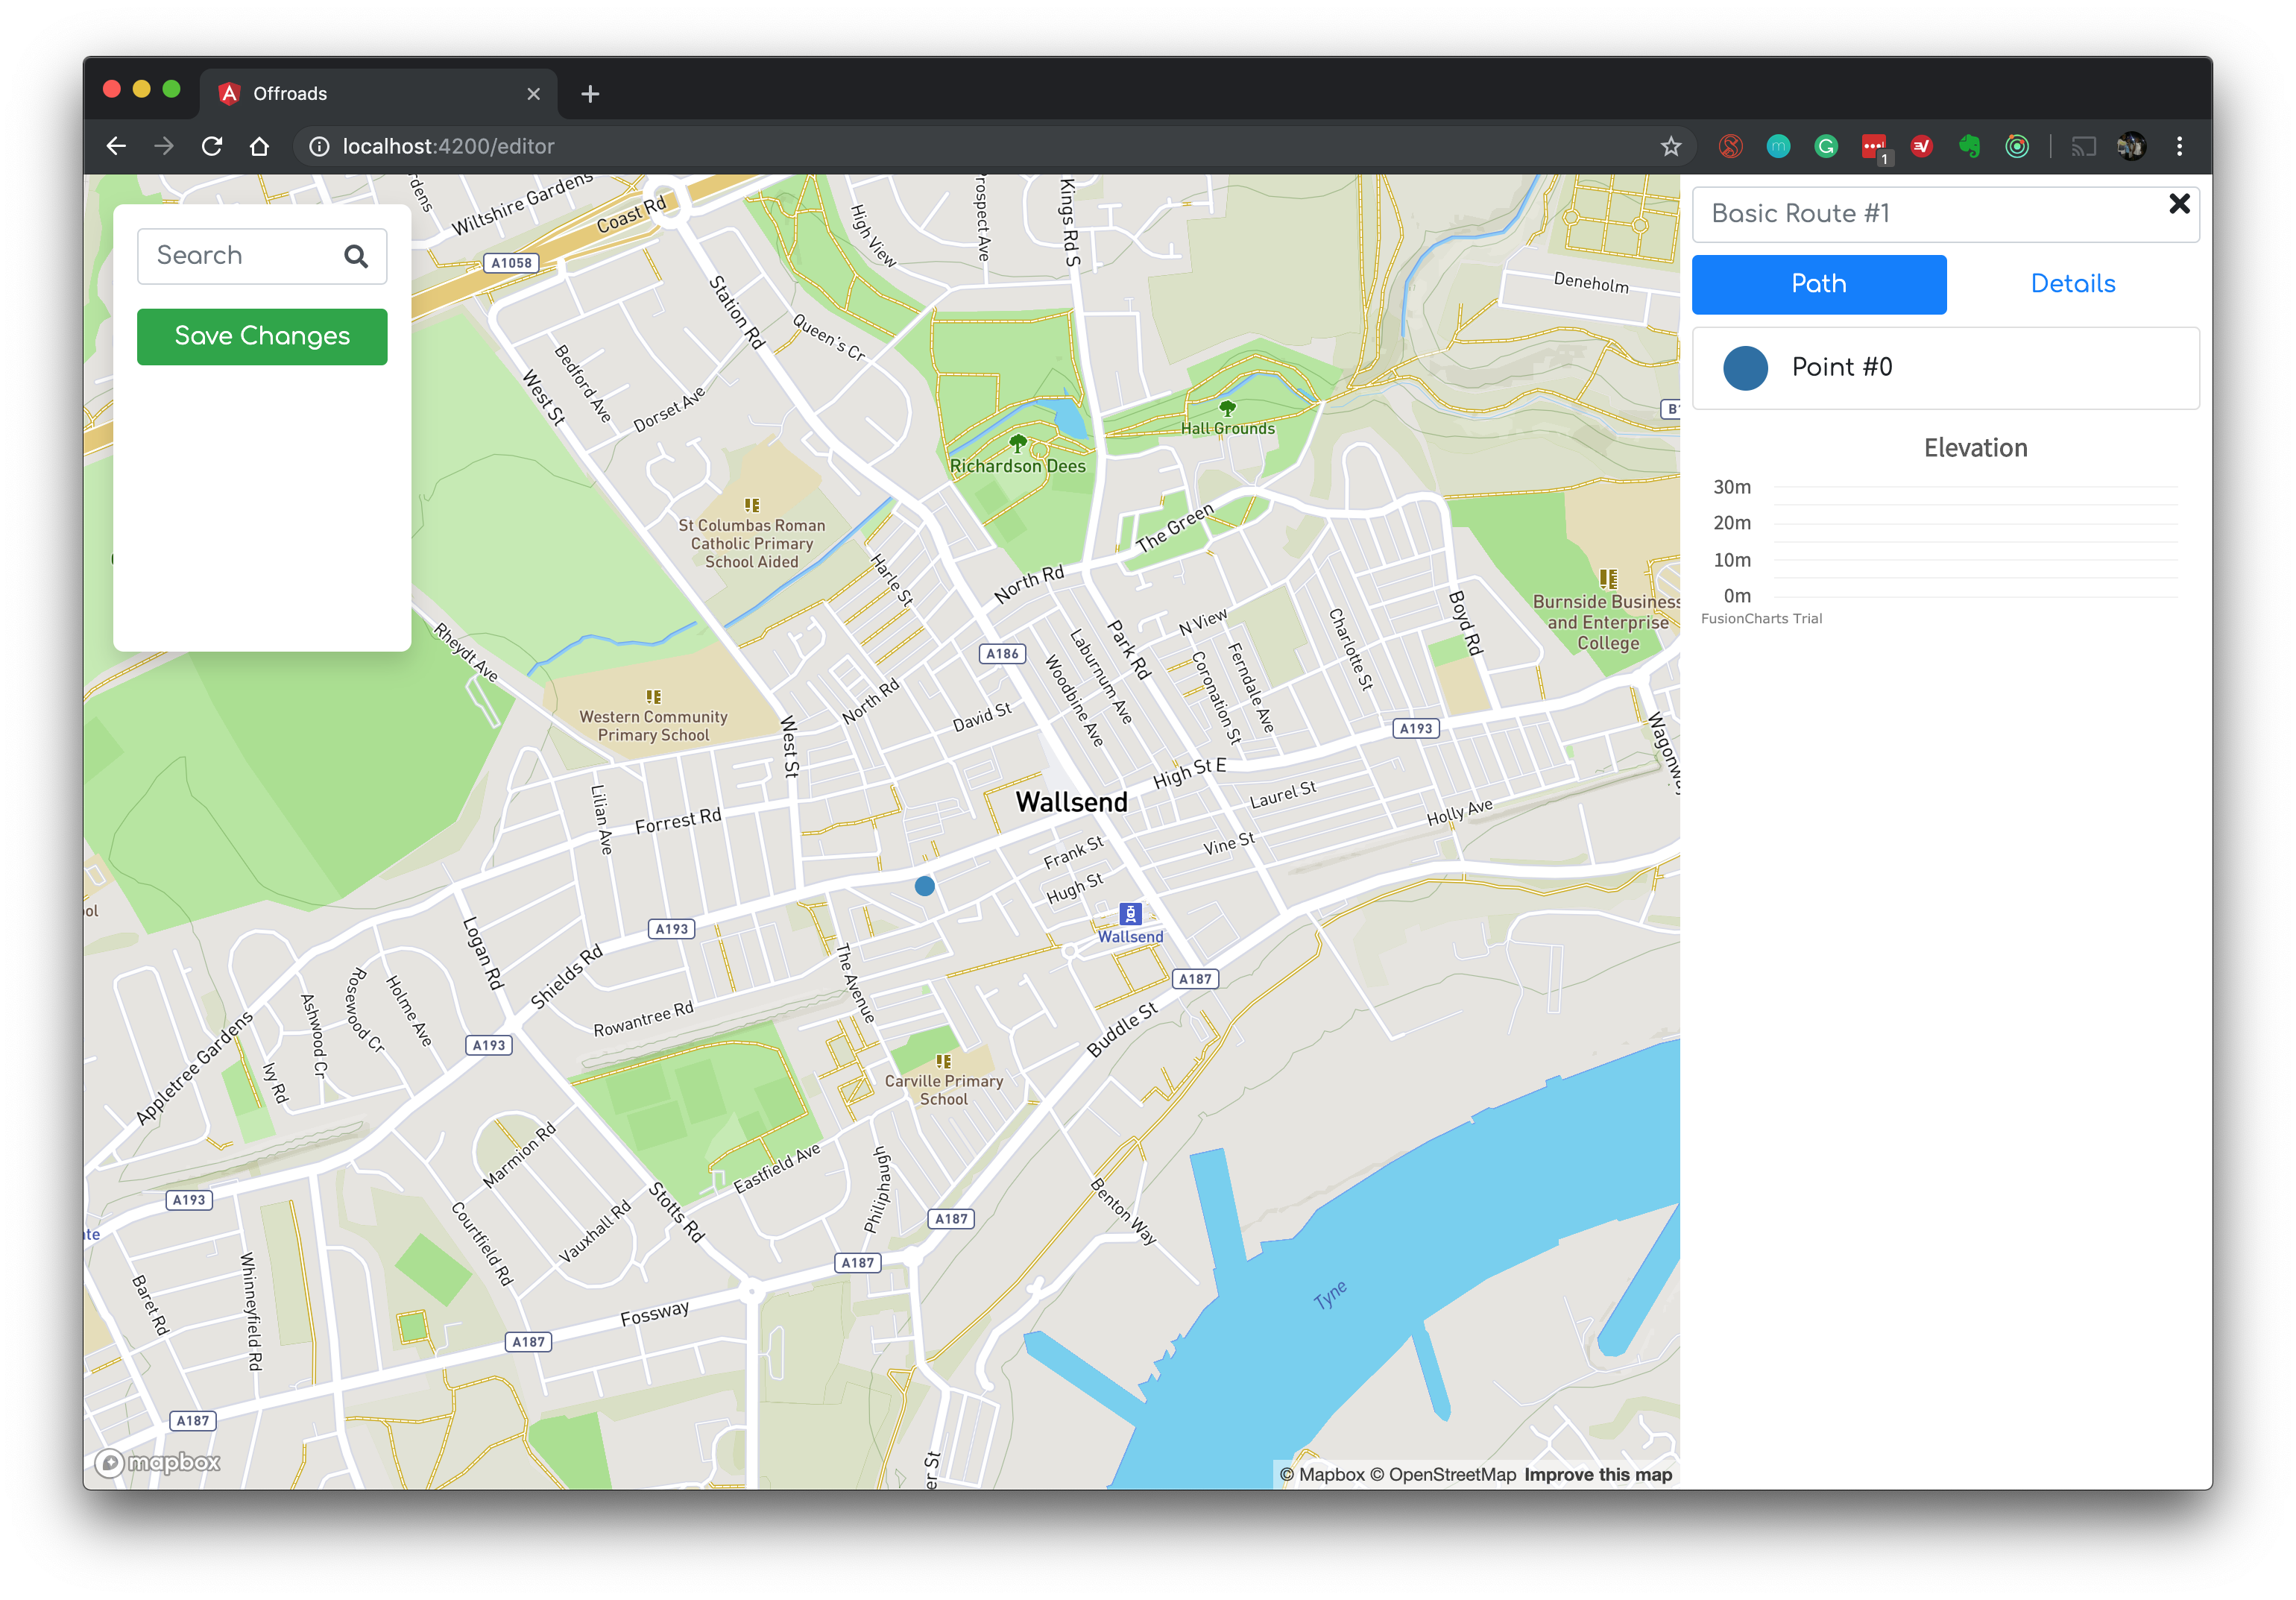 Offroads
localhost:4200/editor
1
Search
Save Changes
Basic Route #1
Path
Details
Point #0
Elevation
30m
20m
10m
0m
FusionCharts Trial
Wiltshire Gardens
Coast Rd
A1058
High View
Prospect Ave
Kings Rd S
Deneholm
Station Rd
Queen's Cr
Bedford Ave
West St
Dorset Ave
Hall Grounds
Richardson Dees
St Columbas Roman
Catholic Primary
School Aided
The Green
Harle St
North Rd
Boyd Rd
Burnside Business
and Enterprise
College
N View
Charlotte St
Park Rd
Laburnum Ave
Woodbine Ave
Coronation St
Ferndale Ave
A186
Rheydt Ave
North Rd
David St
Western Community
Primary School
West St
A193
Wagonway
High St E
Wallsend
Laurel St
Holly Ave
Lilian Ave
Forrest Rd
Frank St
Vine St
Hugh St
Wallsend
A193
Logan Rd
Shields Rd
The Avenue
A187
Rosewood Cr
Holme Ave
Ashwood Cr
Rowantree Rd
Buddle St
A193
Appletree Gardens
Ivy Rd
Carville Primary
School
Marmion Rd
Eastfield Ave
Philiphaugh
Benton Way
A193
Courtfield Rd
Vauxhall Rd
Stotts Rd
A187
A187
Whinneyfield Rd
Baret Rd
Fossway
A187
Tyne
A187
mapbox
© Mapbox © OpenStreetMap Improve this map